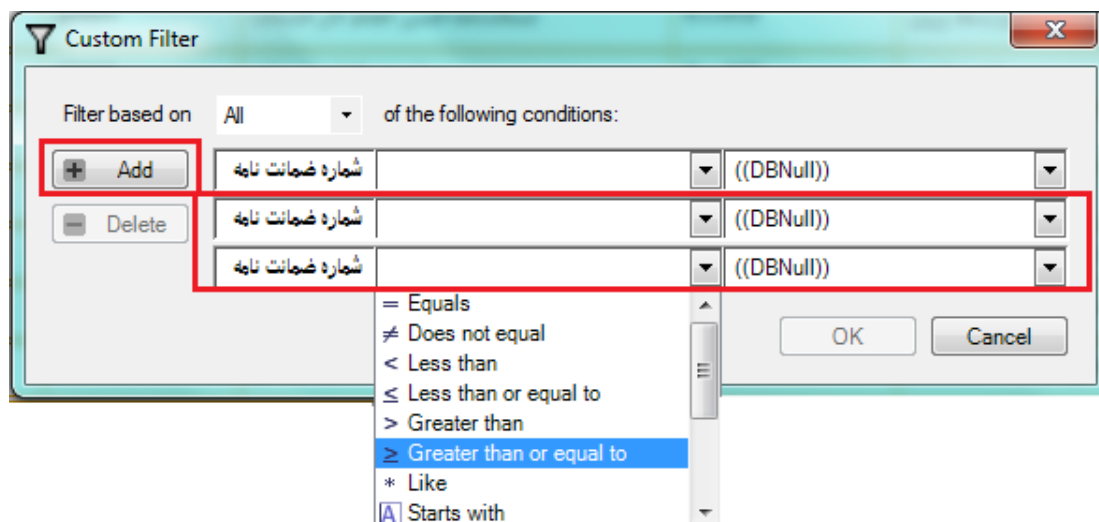 Custom Filter
Filter based on All of the following conditions:
Add شماره ضمانت نامه ((DBNull))
Delete شماره ضمانت نامه ((DBNull))
شماره ضمانت نامه ((DBNull))
= Equals
≠ Does not equal
< Less than
≤ Less than or equal to
> Greater than
≥ Greater than or equal to
* Like
A Starts with
OK Cancel